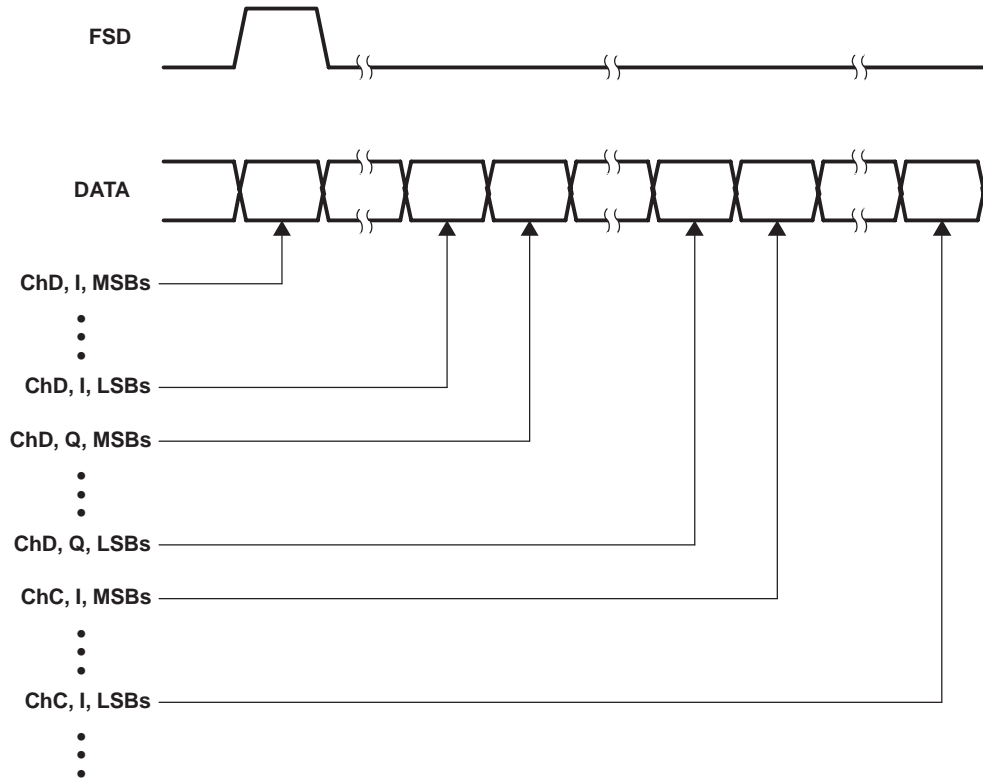 FSD
DATA
ChD, I, MSBs
ChD, I, LSBs
ChD, Q, MSBs
ChD, Q, LSBs
ChC, I, MSBs
ChC, I, LSBs